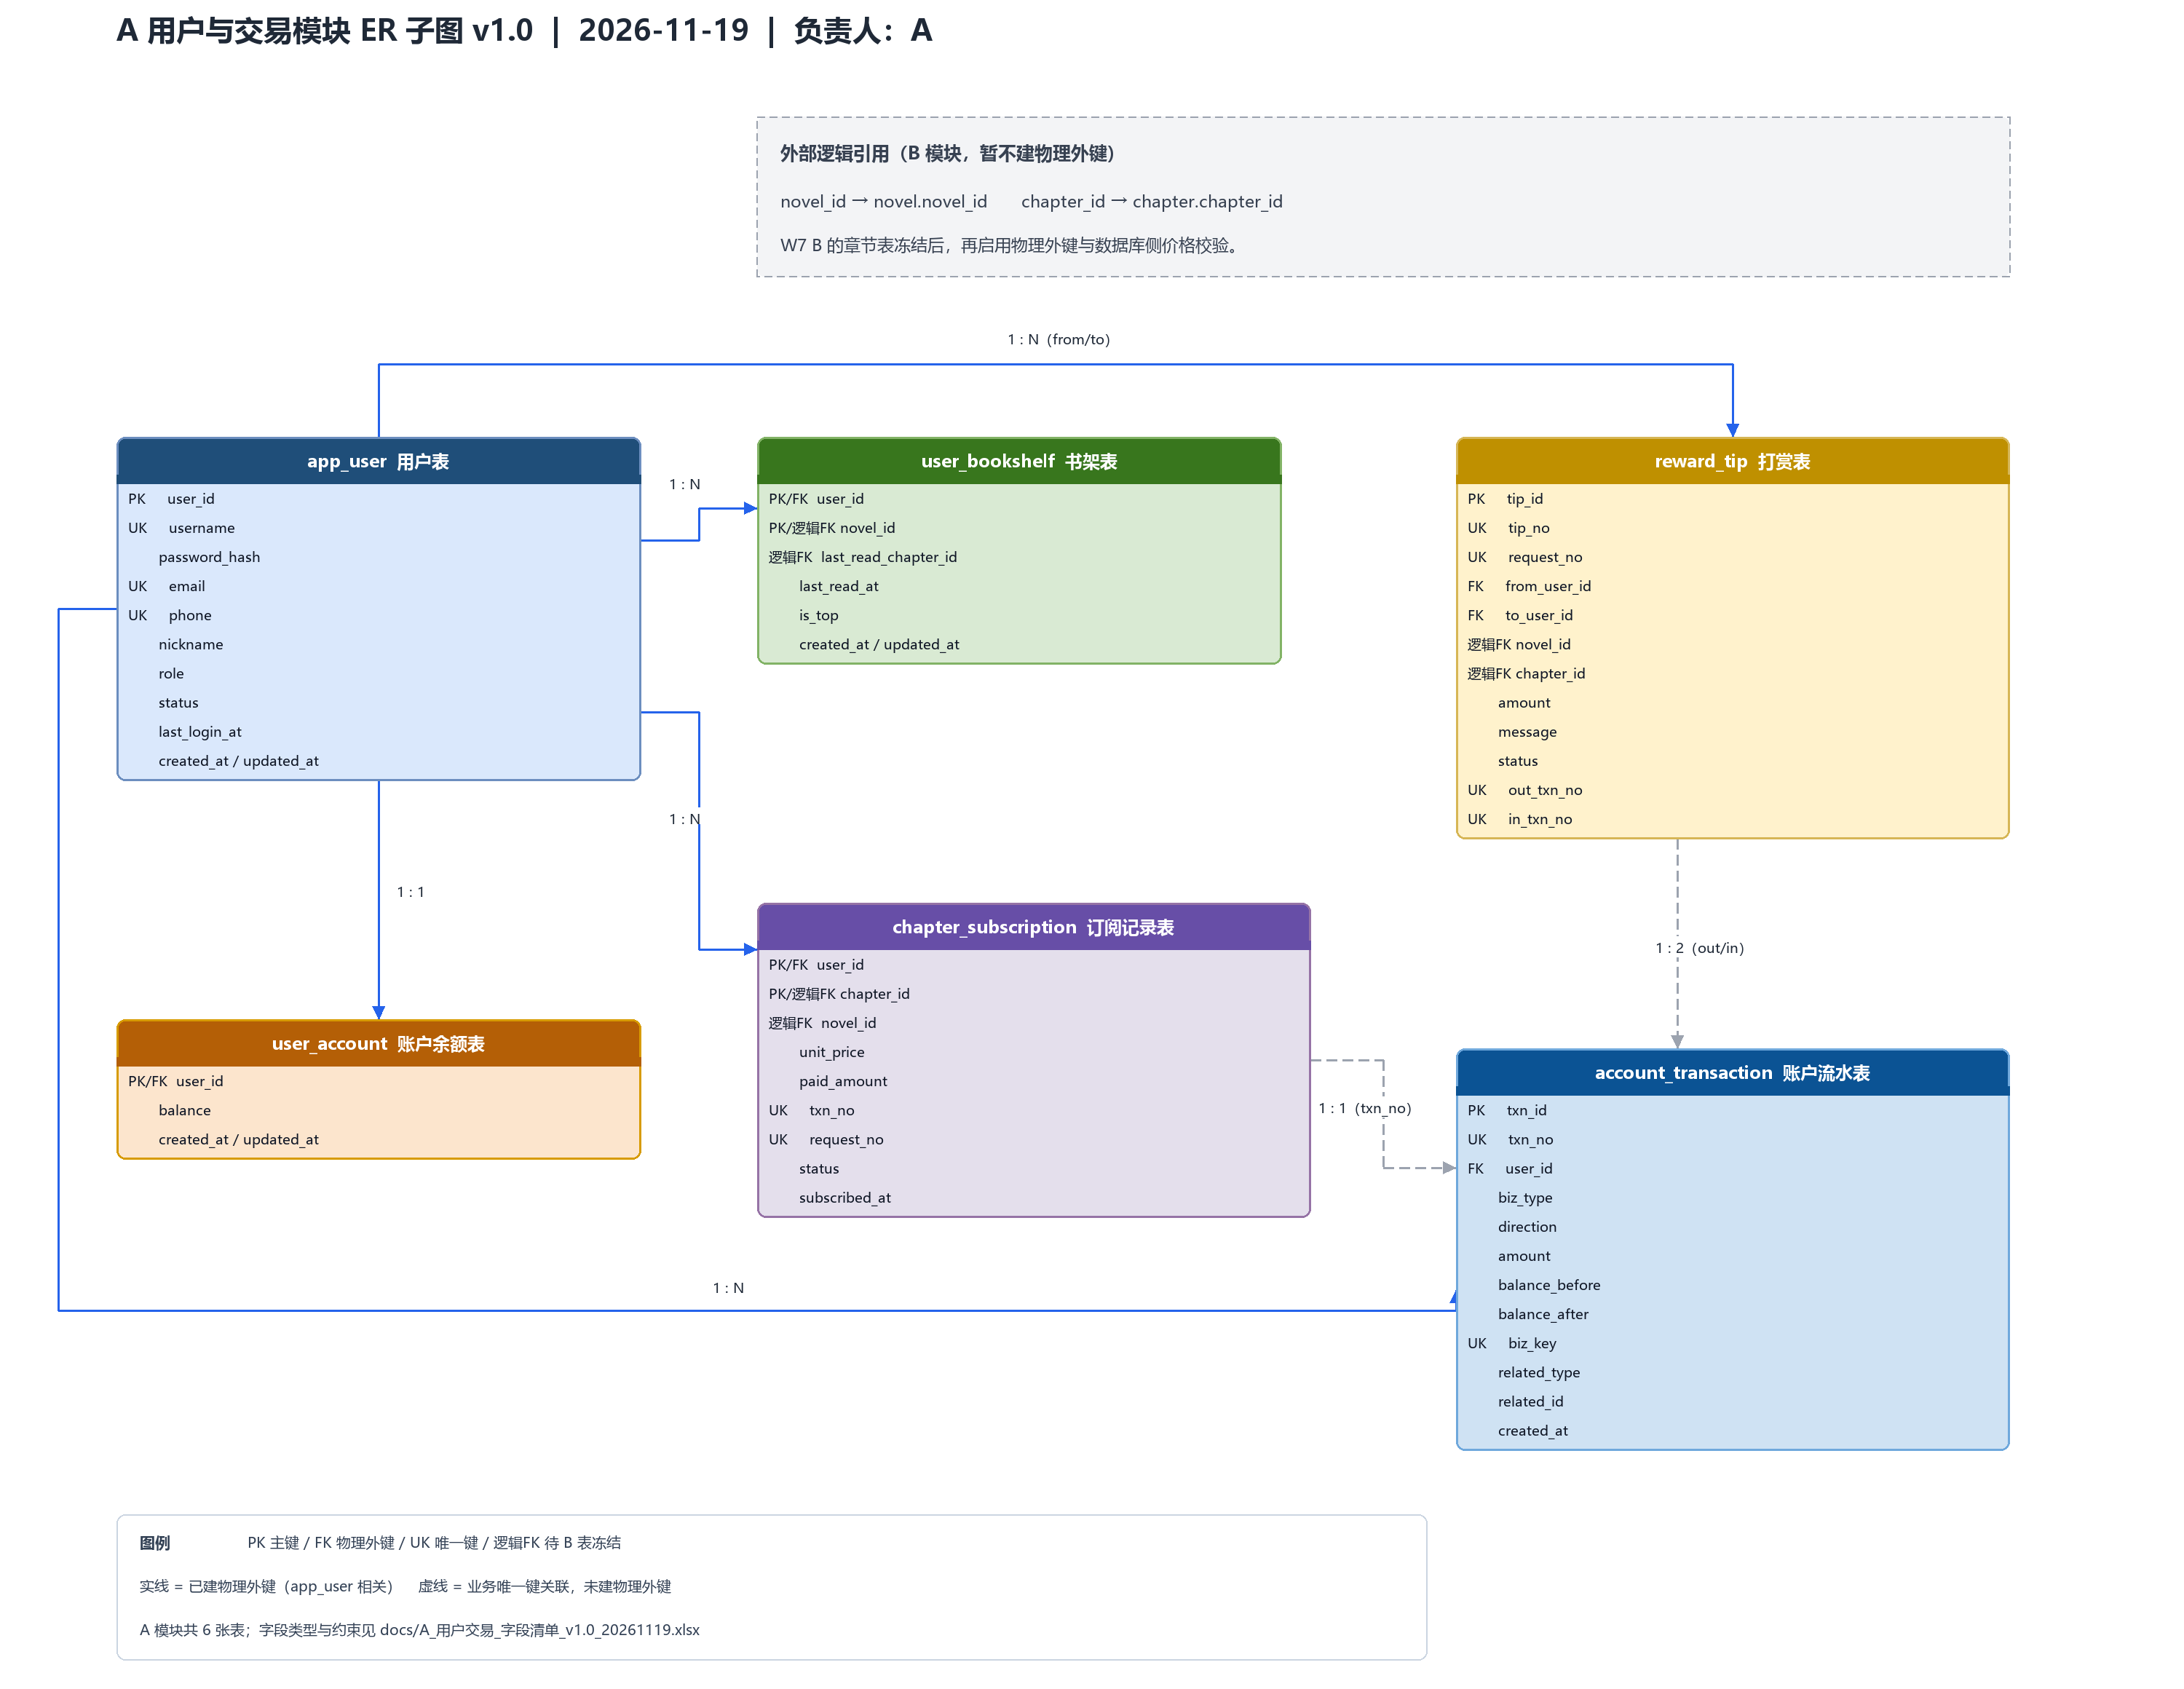 A 用户与交易模块 ER 子图 v1.0 | 2026-11-19 | 负责人：A
外部逻辑引用（B 模块，暂不建物理外键）
novel_id → novel.novel_id chapter_id → chapter.chapter_id
W7 B 的章节表冻结后，再启用物理外键与数据库侧价格校验。
1 : N（from/to）
app_user 用户表
PK user_id
UK username
password_hash
UK email
UK phone
nickname
role
status
last_login_at
created_at / updated_at
1 : N
user_bookshelf 书架表
PK/FK user_id
PK/逻辑FK novel_id
逻辑FK last_read_chapter_id
last_read_at
is_top
created_at / updated_at
reward_tip 打赏表
PK tip_id
UK tip_no
UK request_no
FK from_user_id
FK to_user_id
逻辑FK novel_id
逻辑FK chapter_id
amount
message
status
UK out_txn_no
UK in_txn_no
1 : N
1 : 1
1 : 2（out/in）
user_account 账户余额表
PK/FK user_id
balance
created_at / updated_at
chapter_subscription 订阅记录表
PK/FK user_id
PK/逻辑FK chapter_id
逻辑FK novel_id
unit_price
paid_amount
UK txn_no
UK request_no
status
subscribed_at
1 : 1（txn_no）
account_transaction 账户流水表
PK txn_id
UK txn_no
FK user_id
biz_type
direction
amount
balance_before
balance_after
UK biz_key
related_type
related_id
created_at
1 : N
图例 PK 主键 / FK 物理外键 / UK 唯一键 / 逻辑FK 待 B 表冻结
实线 = 已建物理外键（app_user 相关） 虚线 = 业务唯一键关联，未建物理外键
A 模块共 6 张表；字段类型与约束见 docs/A_用户交易_字段清单_v1.0_20261119.xlsx